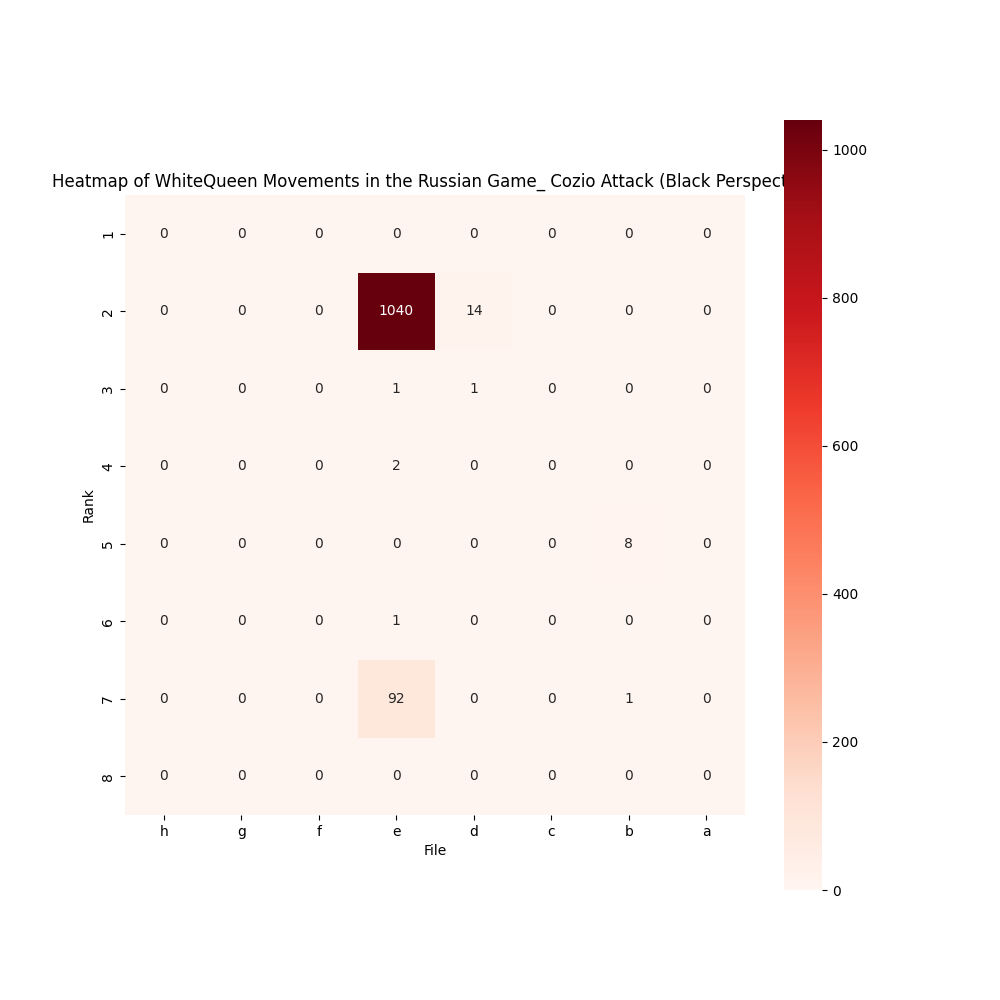 Heatmap of WhiteQueen Movements in the Russian Game_ Cozio Attack (Black
1 0 0 0 0 0 0 0 0
2 0 0 0 1040 14 0 0 0
3 0 0 0 1 1 0 0 0
4 0 0 0 2 0 0 0 0
5 0 0 0 0 0 0 8 0
6 0 0 0 1 0 0 0 0
7 0 0 0 92 0 0 1 0
8 0 0 0 0 0 0 0 0
h g f e d c b a
File
Rank
1000
800
600
400
200
0